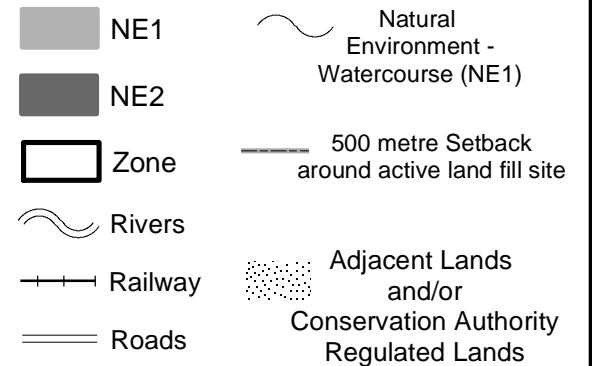 NE1
NE2
Zone
Rivers
Railway
Roads
Natural
Environment -
Watercourse (NE1)
500 metre Setback
around active land fill site
Adjacent Lands
and/or
Conservation Authority
Regulated Lands